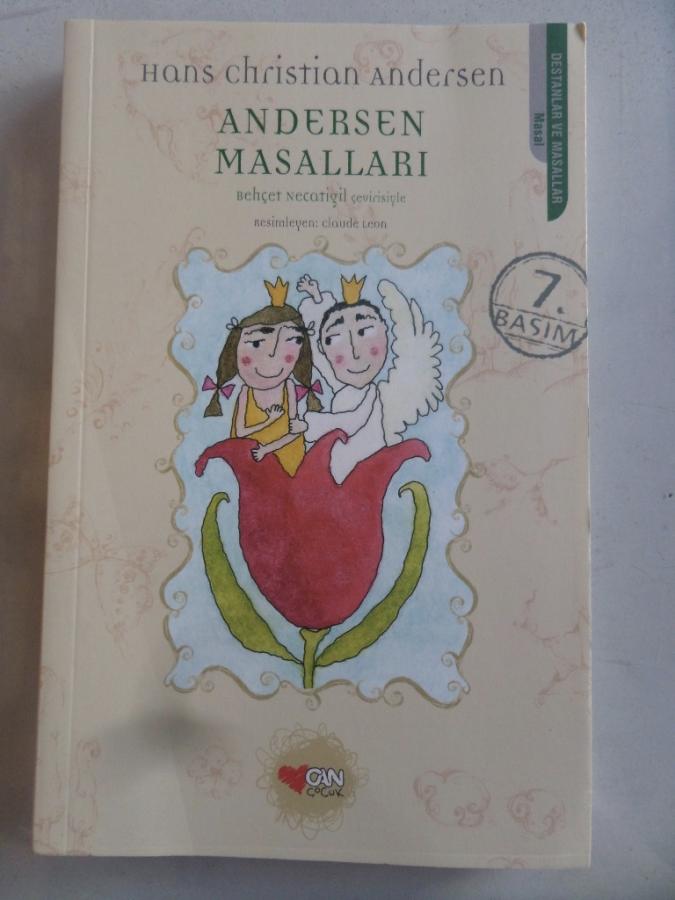 Hans Christian Andersen
ANDERSEN
MASALLARI
Behçet Necatigil çevirisiyle
Resimleyen: Claude Leon
DESTANLAR VE MASALLAR
Masal
7.
BASIM
CAN
ÇOCUK